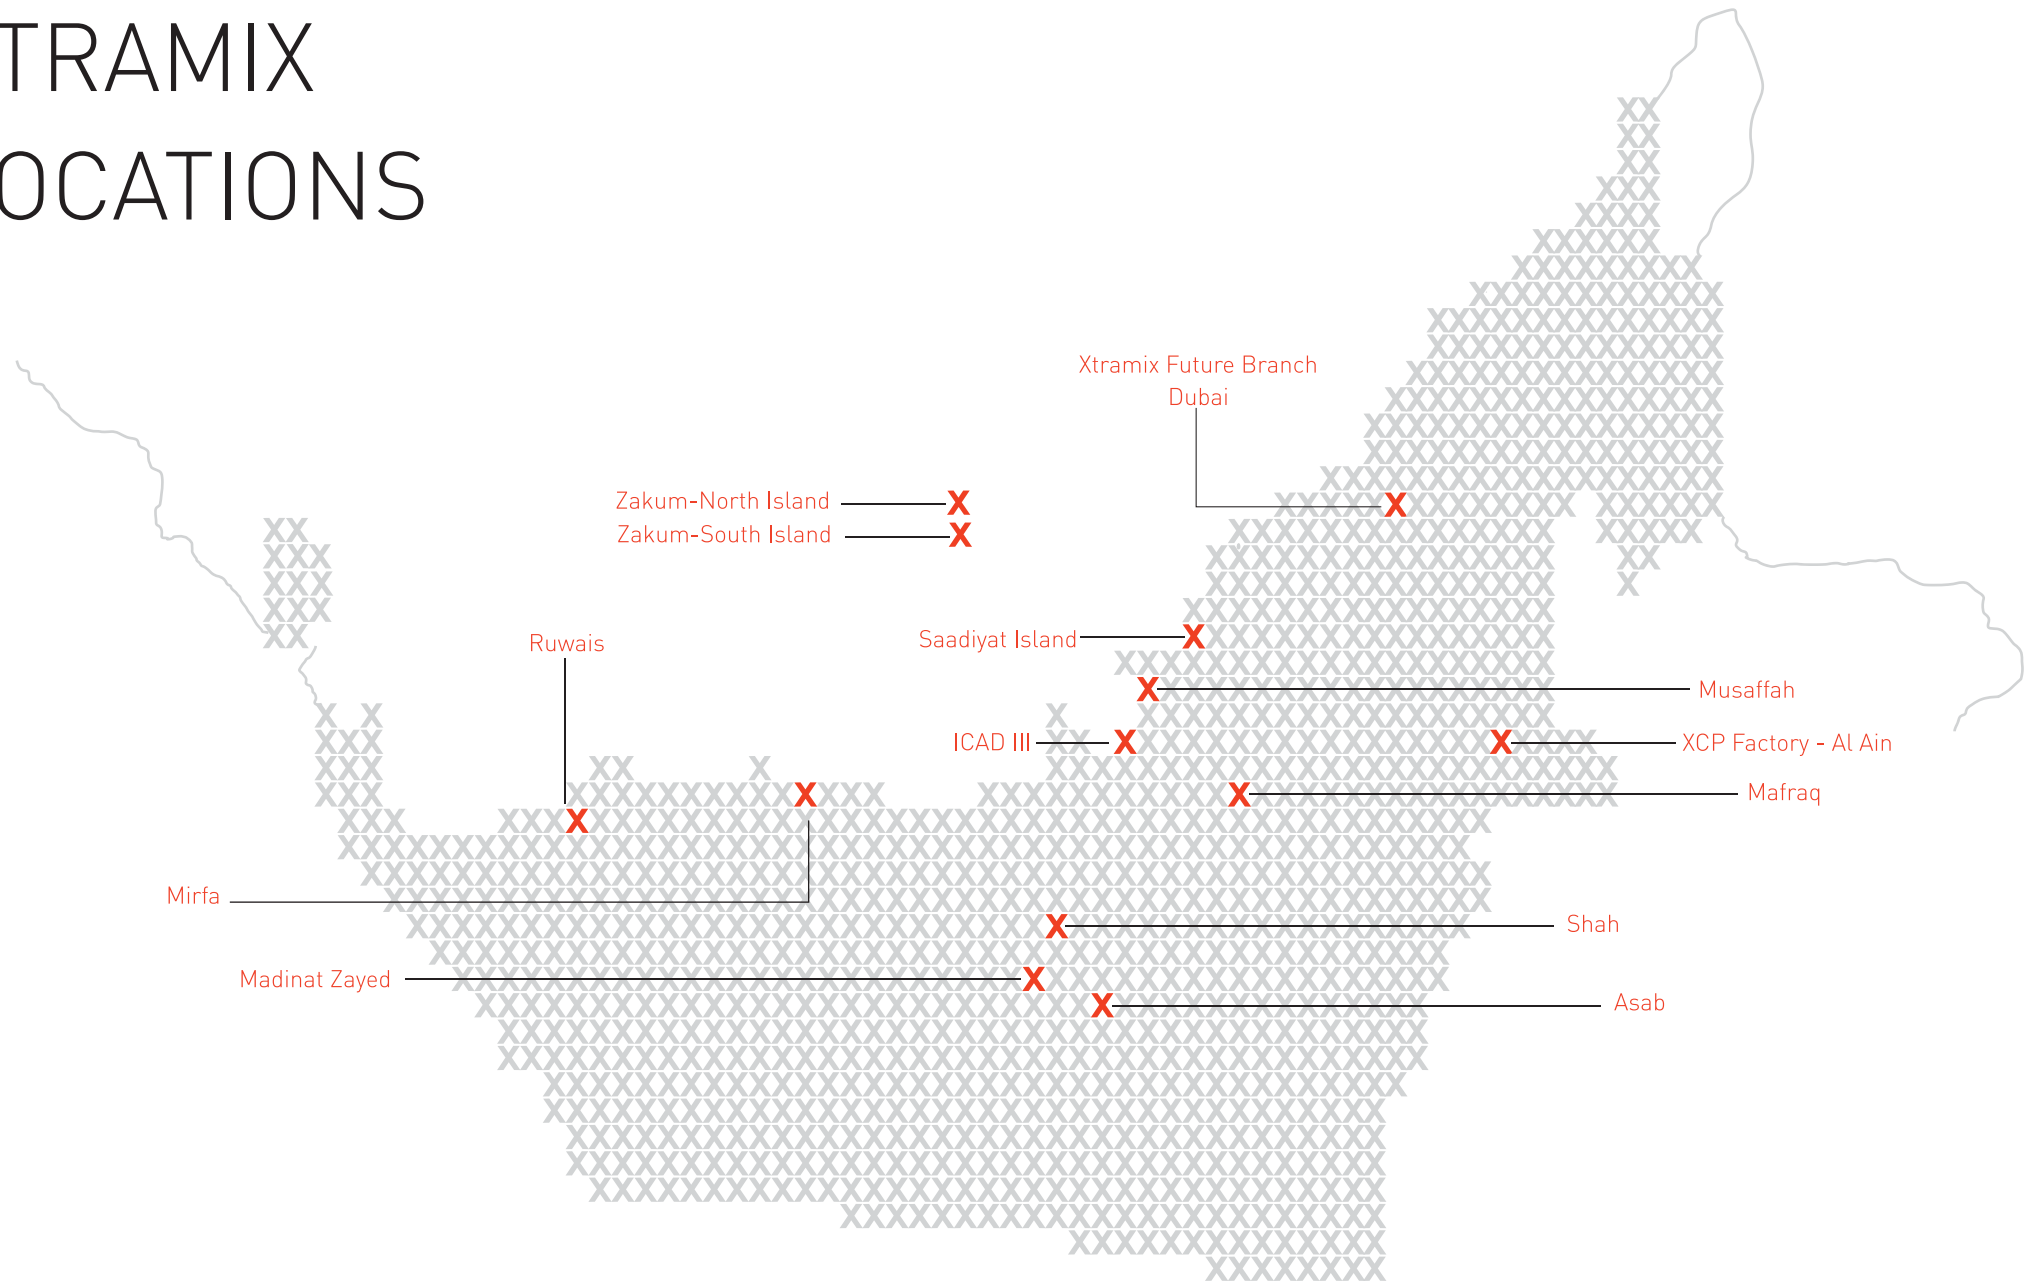 TRAMIX
OCATIONS
Xtramix Future Branch
Dubai
Zakum-North Island
Zakum-South Island
Ruwais
Saadiyat Island
Musaffah
ICAD III
XCP Factory - Al Ain
Mafraq
Mirfa
Shah
Madinat Zayed
Asab